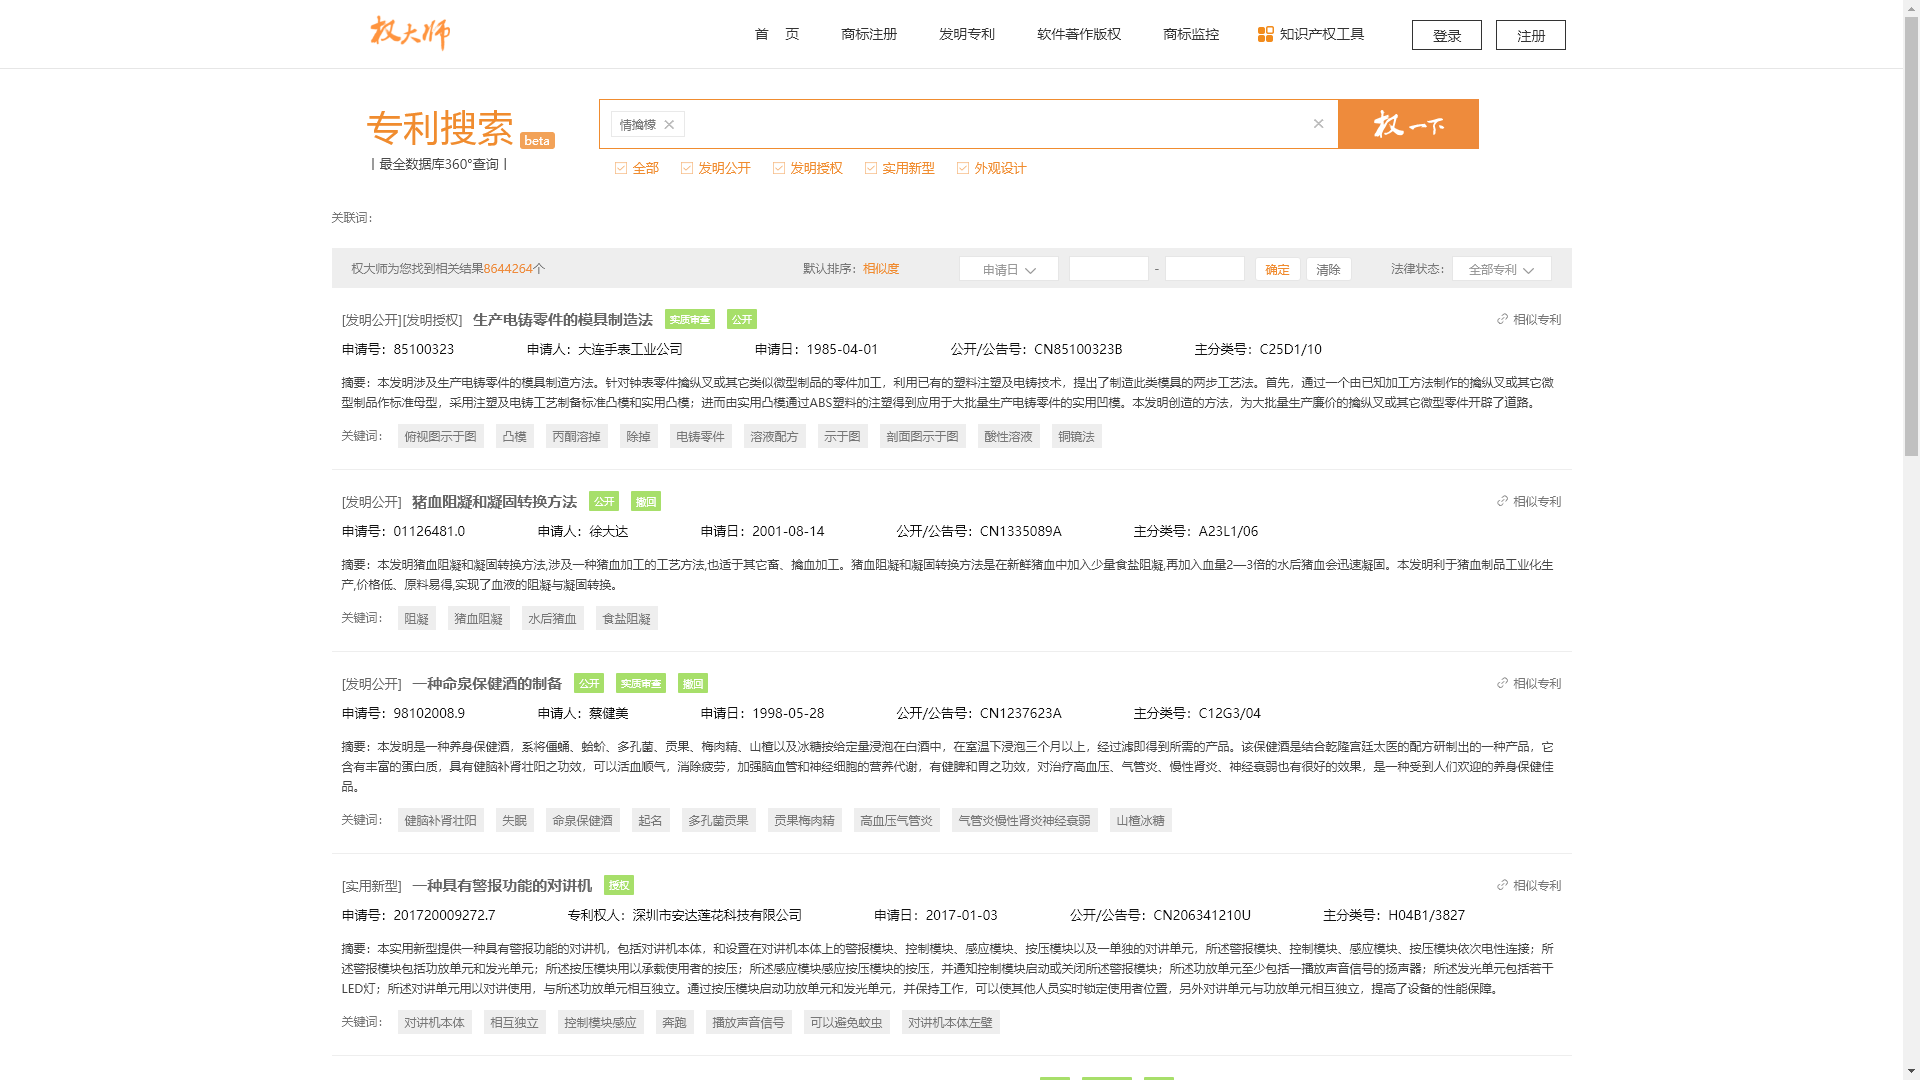 权大师
首 页 商标注册 发明专利 软件著作版权 商标监控 知识产权工具 登录 注册
专利搜索 beta
| 最全数据库360°查询 |
情擒檬 × × 权一下
全部 发明公开 发明授权 实用新型 外观设计
关联词：
权大师为您找到相关结果8644264个 默认排序：相似度 申请日 - 确定 清除 法律状态： 全部专利
[发明公开][发明授权] 生产电铸零件的模具制造法 实质审查 公开 相似专利
申请号：85100323 申请人：大连手表工业公司 申请日：1985-04-01 公开/公告号：CN85100323B 主分类号：C25D1/10
摘要：本发明涉及生产电铸零件的模具制造方法。针对钟表零件擒纵叉或其它类似微型制品的零件加工，利用已有的塑料注塑及电铸技术，提出了制造此类模具的两步工艺法。首先，通过一个由已知加工方法制作的擒纵叉或其它微
型制品作标准母型，采用注塑及电铸工艺制备标准凸模和实用凸模；进而由实用凸模通过ABS塑料的注塑得到应用于大批量生产电铸零件的实用凹模。本发明创造的方法，为大批量生产廉价的擒纵叉或其它微型零件开辟了道路。
关键词： 俯视图示于图 凸模 丙酮溶掉 除掉 电铸零件 溶液配方 示于图 剖面图示于图 酸性溶液 铜镜法
[发明公开] 猪血阻凝和凝固转换方法 公开 撤回 相似专利
申请号：01126481.0 申请人：徐大达 申请日：2001-08-14 公开/公告号：CN1335089A 主分类号：A23L1/06
摘要：本发明猪血阻凝和凝固转换方法,涉及一种猪血加工的工艺方法,也适于其它畜、擒血加工。猪血阻凝和凝固转换方法是在新鲜猪血中加入少量食盐阻凝,再加入血量2—3倍的水后猪血会迅速凝固。本发明利于猪血制品工业化生
产,价格低、原料易得,实现了血液的阻凝与凝固转换。
关键词： 阻凝 猪血阻凝 水后猪血 食盐阻凝
[发明公开] 一种命泉保健酒的制备 公开 实质审查 撤回 相似专利
申请号：98102008.9 申请人：蔡健美 申请日：1998-05-28 公开/公告号：CN1237623A 主分类号：C12G3/04
摘要：本发明是一种养身保健酒，系将僵蛹、蛤蚧、多孔菌、贡果、梅肉精、山楂以及冰糖按给定量浸泡在白酒中，在室温下浸泡三个月以上，经过滤即得到所需的产品。该保健酒是结合乾隆宫廷太医的配方研制出的一种产品，它
含有丰富的蛋白质，具有健脑补肾壮阳之功效，可以活血顺气，消除疲劳，加强脑血管和神经细胞的营养代谢，有健脾和胃之功效，对治疗高血压、气管炎、慢性肾炎、神经衰弱也有很好的效果，是一种受到人们欢迎的养身保健佳
品。
关键词： 健脑补肾壮阳 失眠 命泉保健酒 起名 多孔菌贡果 贡果梅肉精 高血压气管炎 气管炎慢性肾炎神经衰弱 山楂冰糖
[实用新型] 一种具有警报功能的对讲机 授权 相似专利
申请号：201720009272.7 专利权人：深圳市安达莲花科技有限公司 申请日：2017-01-03 公开/公告号：CN206341210U 主分类号：H04B1/3827
摘要：本实用新型提供一种具有警报功能的对讲机，包括对讲机本体，和设置在对讲机本体上的警报模块、控制模块、感应模块、按压模块以及一单独的对讲单元，所述警报模块、控制模块、感应模块、按压模块依次电性连接；所
述警报模块包括功放单元和发光单元；所述按压模块用以承载使用者的按压；所述感应模块感应按压模块的按压，并通知控制模块启动或关闭所述警报模块；所述功放单元至少包括一播放声音信号的扬声器；所述发光单元包括若干
LED灯；所述对讲单元用以对讲使用，与所述功放单元相互独立。通过按压模块启动功放单元和发光单元，并保持工作，可以使其他人员实时锁定使用者位置，另外对讲单元与功放单元相互独立，提高了设备的性能保障。
关键词： 对讲机本体 相互独立 控制模块感应 奔跑 播放声音信号 可以避免蚊虫 对讲机本体左壁